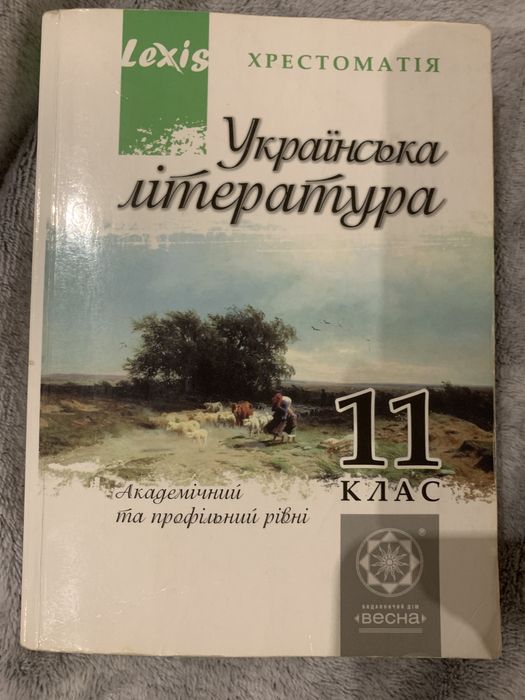 Lexis
ХРЕСТОМАТІЯ
Українська
література
11
КЛАС
Академічний
та профільний рівні
ВИДАВНИЧИЙ ДІМ
«ВЕСНА»